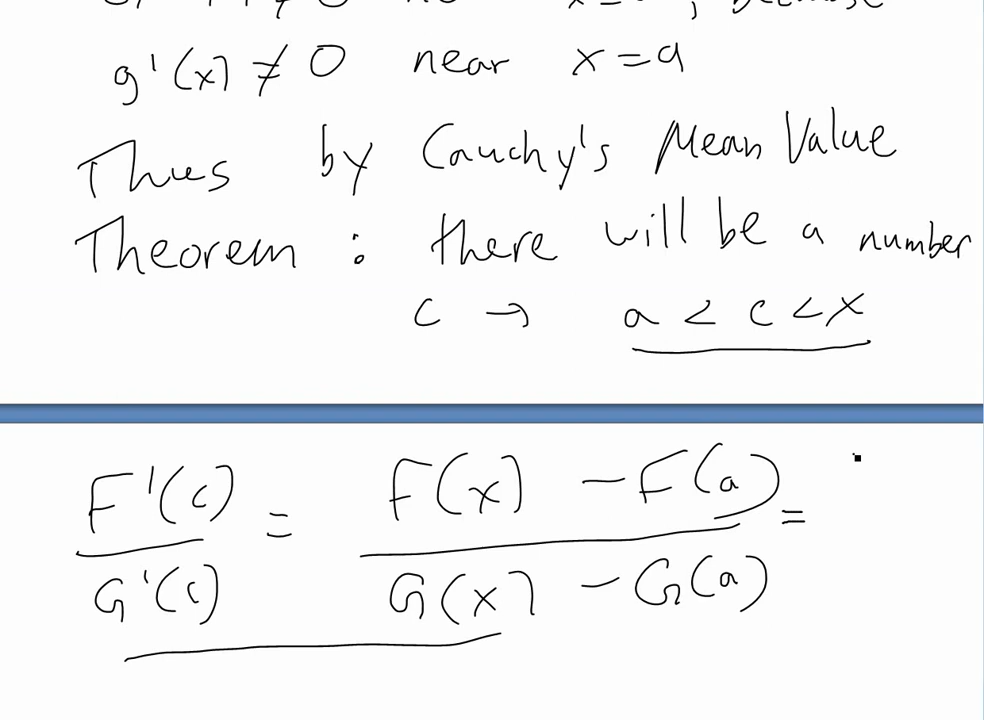 g'(x) ≠ 0 near x = a
Thus by Cauchy's Mean Value
Theorem : there will be a number
c → a < c < x
F'(c) / G'(c) = F(x) - F(a) / G(x) - G(a) =